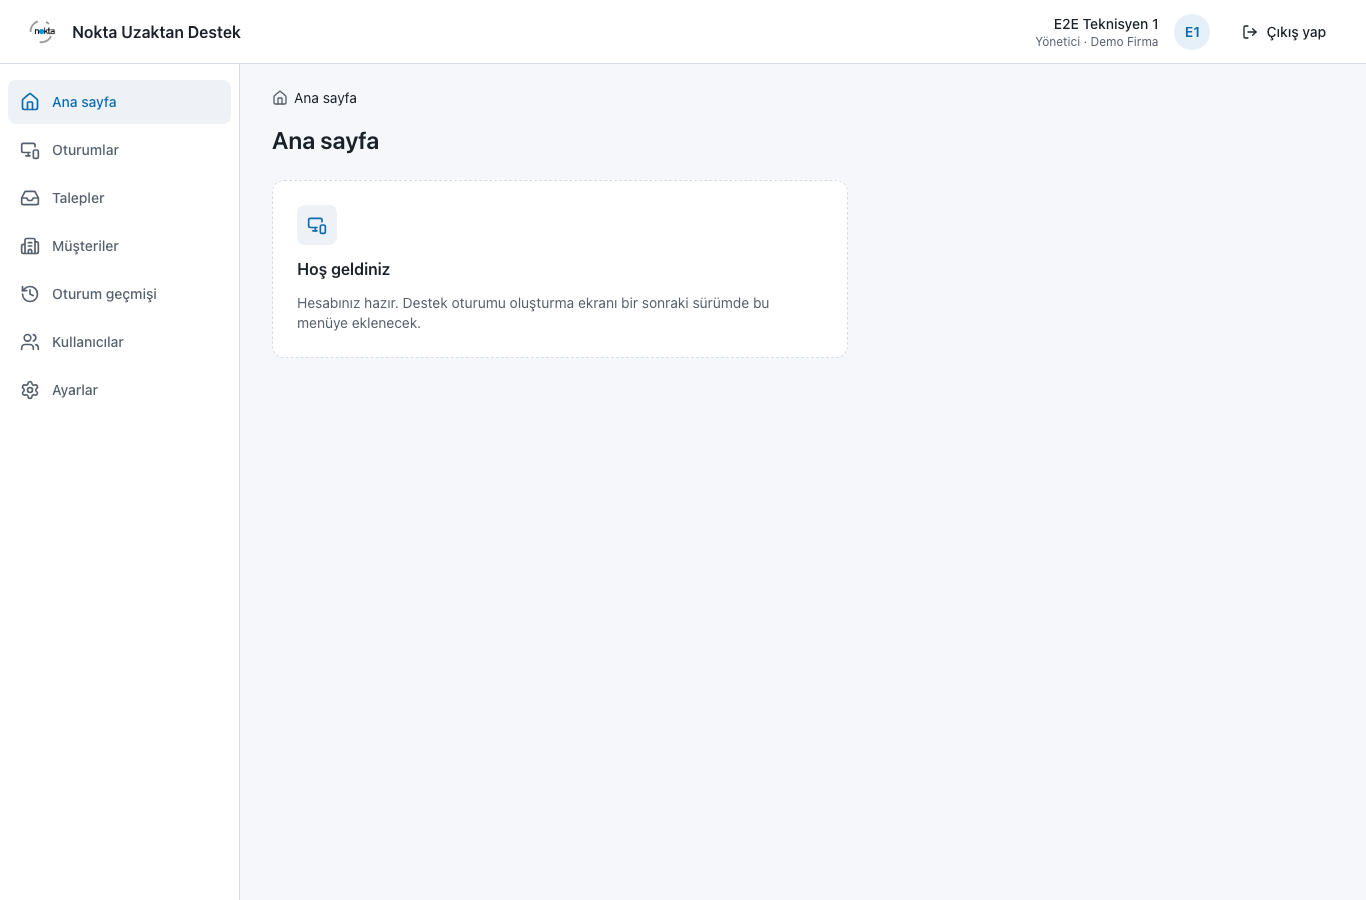 nokta
Nokta Uzaktan Destek
E2E Teknisyen 1
Yönetici · Demo Firma
E1
Çıkış yap
Ana sayfa
Oturumlar
Talepler
Müşteriler
Oturum geçmişi
Kullanıcılar
Ayarlar
Ana sayfa
Ana sayfa
Hoş geldiniz
Hesabınız hazır. Destek oturumu oluşturma ekranı bir sonraki sürümde bu
menüye eklenecek.